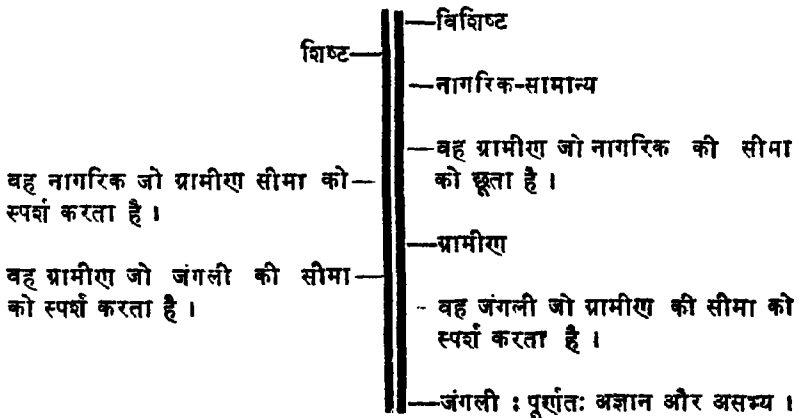 विशिष्ट
शिष्ट
नागरिक-सामान्य
वह ग्रामीण जो नागरिक की सीमा
को छूता है ।
वह नागरिक जो ग्रामीण सीमा को
स्पर्श करता है ।
ग्रामीण
वह ग्रामीण जो जंगली की सीमा
को स्पर्श करता है ।
वह जंगली जो ग्रामीण की सीमा को
स्पर्श करता है ।
जंगली : पूर्णतः अज्ञान और असभ्य ।